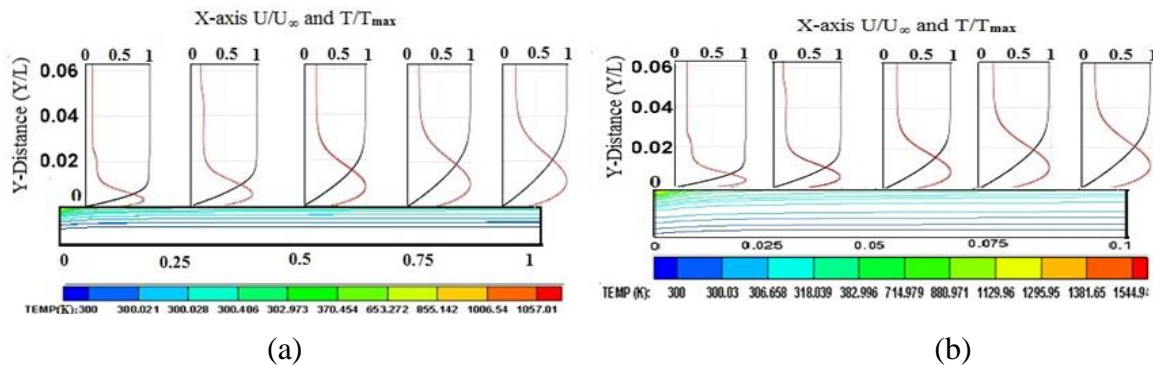 X-axis U/U∞ and T/Tmax
0 0.5 1 0 0.5 1 0 0.5 1 0 0.5 1 0 0.5 1
Y-Distance (Y/L)
0.06
0.04
0.02
0
0 0.25 0.5 0.75 1
TEMP(K): 300 300.021 300.028 300.406 302.973 370.454 653.272 855.142 1006.54 1057.01
(a)
X-axis U/U∞ and T/Tmax
0 0.5 1 0 0.5 1 0 0.5 1 0 0.5 1 0 0.5 1
Y-Distance (Y/L)
0.06
0.04
0.02
0
0 0.025 0.05 0.075 0.1
TEMP (K): 300 300.03 306.658 318.039 382.996 714.979 880.971 1129.96 1295.95 1381.65 1544.94
(b)